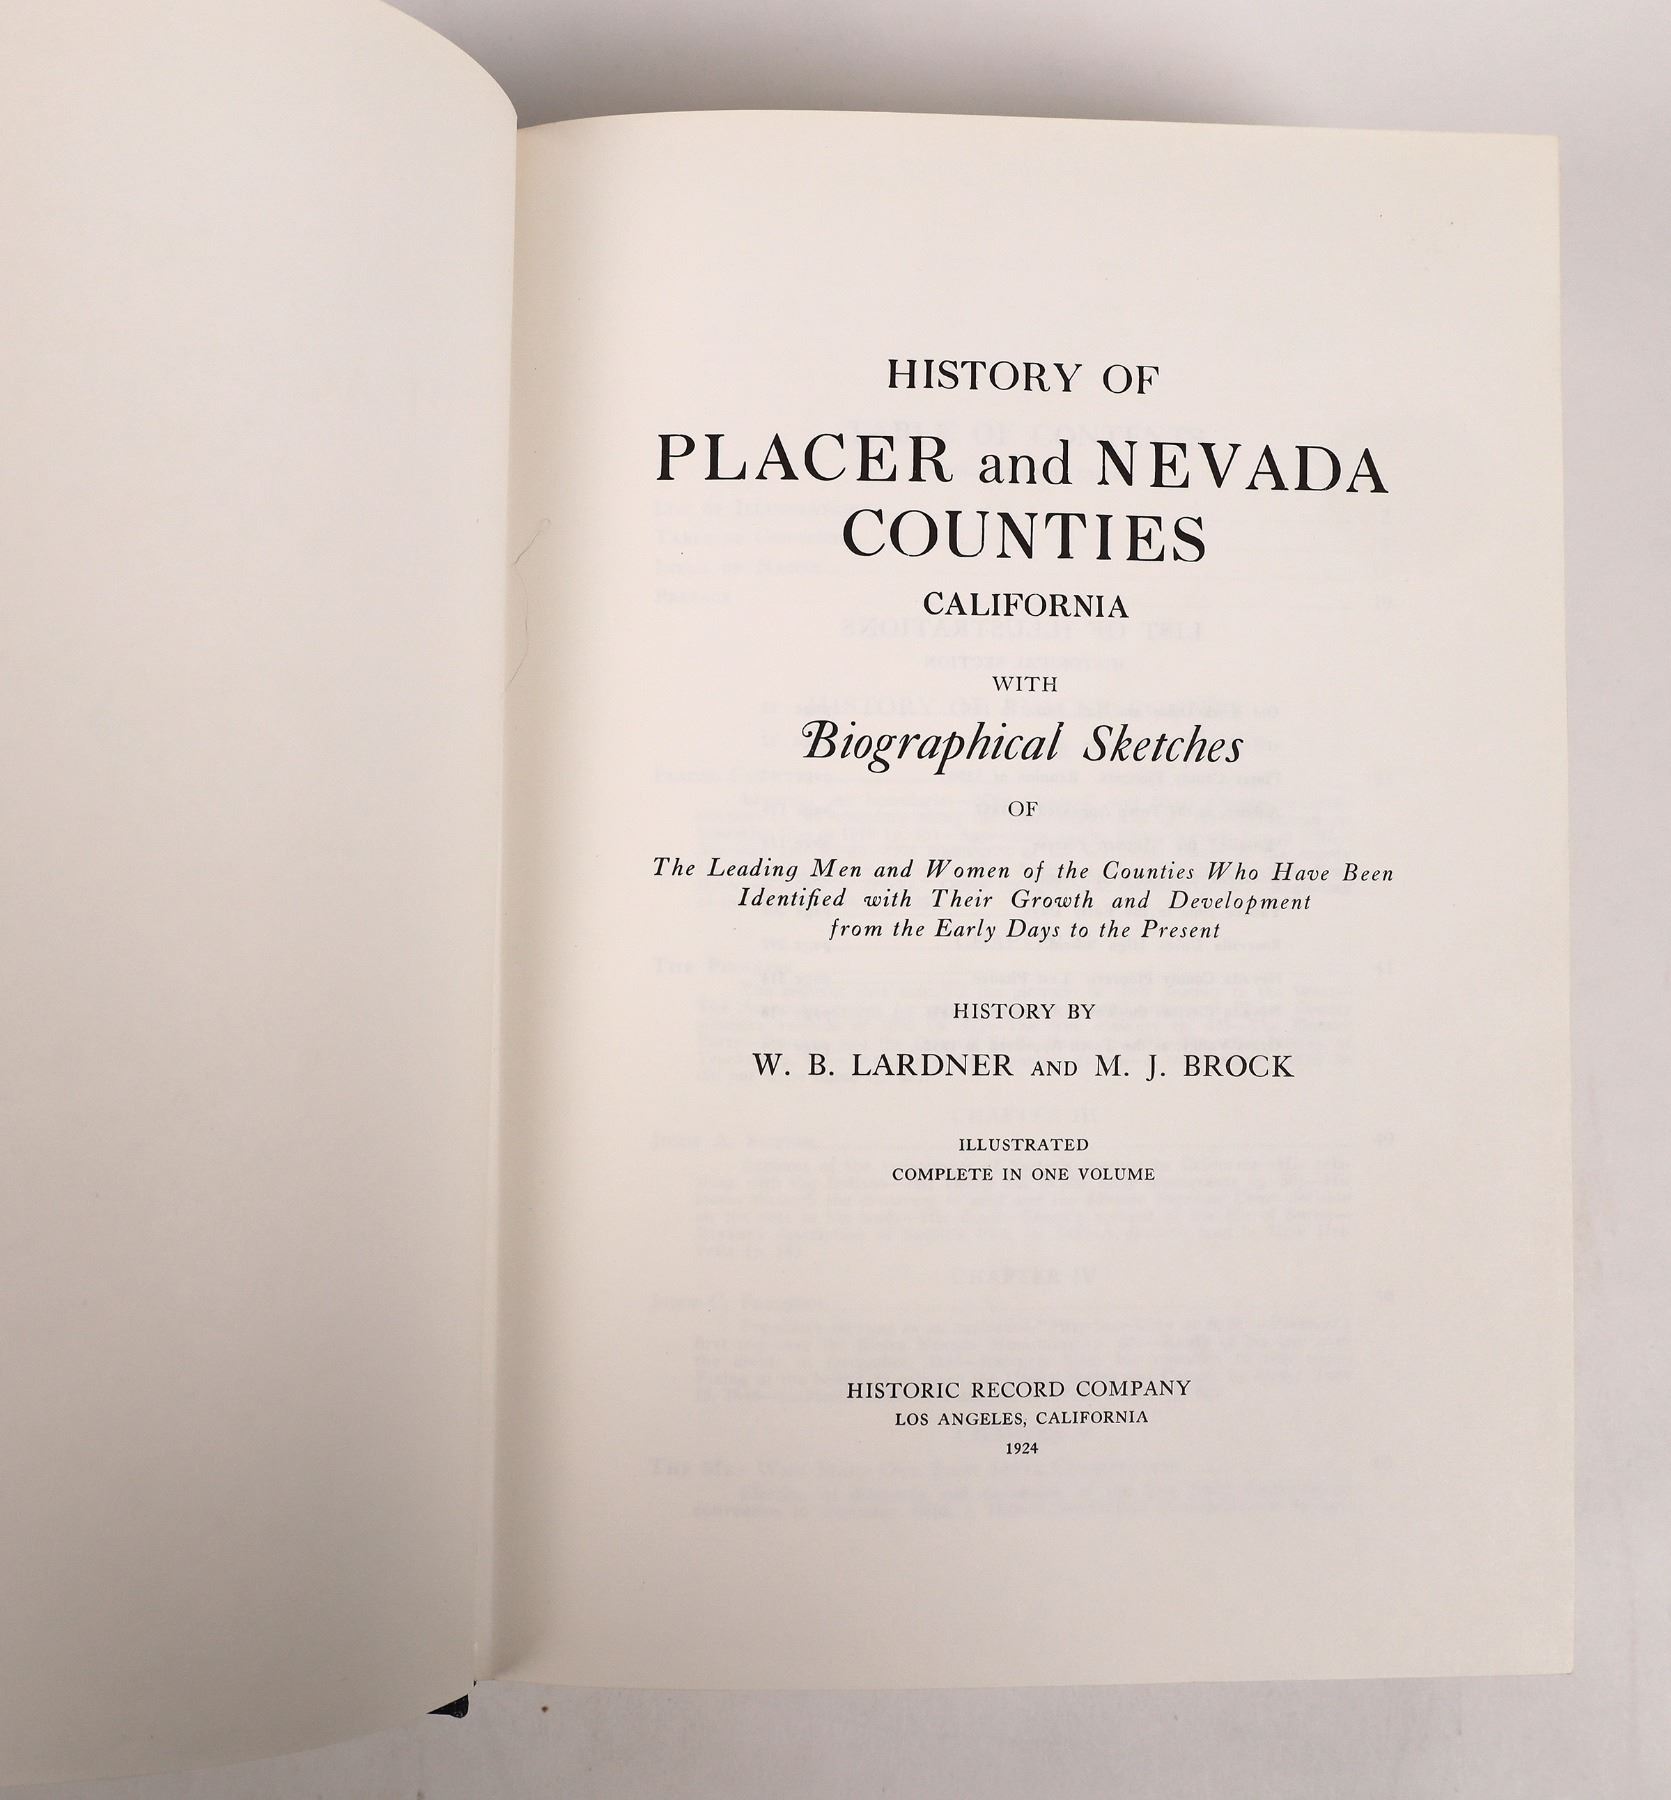 HISTORY OF
PLACER and NEVADA
COUNTIES
CALIFORNIA
WITH
Biographical Sketches
OF
The Leading Men and Women of the Counties Who Have Been
Identified with Their Growth and Development
from the Early Days to the Present
HISTORY BY
W. B. LARDNER AND M. J. BROCK
ILLUSTRATED
COMPLETE IN ONE VOLUME
HISTORIC RECORD COMPANY
LOS ANGELES, CALIFORNIA
1924